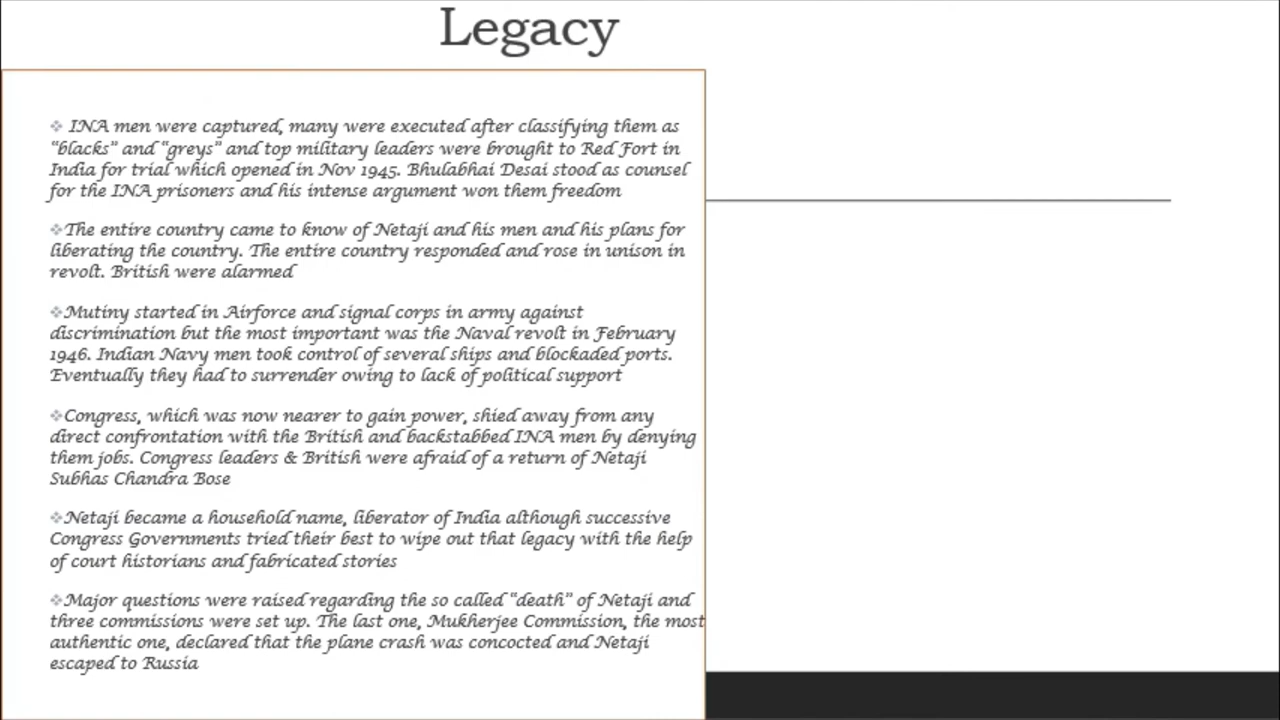 Legacy
❖ INA men were captured, many were executed after classifying them as
“blacks” and “greys” and top military leaders were brought to Red Fort in
India for trial which opened in Nov 1945. Bhulabhai Desai stood as counsel
for the INA prisoners and his intense argument won them freedom
❖The entire country came to know of Netaji and his men and his plans for
liberating the country. The entire country responded and rose in unison in
revolt. British were alarmed
❖Mutiny started in Airforce and signal corps in army against
discrimination but the most important was the Naval revolt in February
1946. Indian Navy men took control of several ships and blockaded ports.
Eventually they had to surrender owing to lack of political support
❖Congress, which was now nearer to gain power, shied away from any
direct confrontation with the British and backstabbed INA men by denying
them jobs. Congress leaders & British were afraid of a return of Netaji
Subhas Chandra Bose
❖Netaji became a household name, liberator of India although successive
Congress Governments tried their best to wipe out that legacy with the help
of court historians and fabricated stories
❖Major questions were raised regarding the so called “death” of Netaji and
three commissions were set up. The last one, Mukherjee Commission, the most
authentic one, declared that the plane crash was concocted and Netaji
escaped to Russia